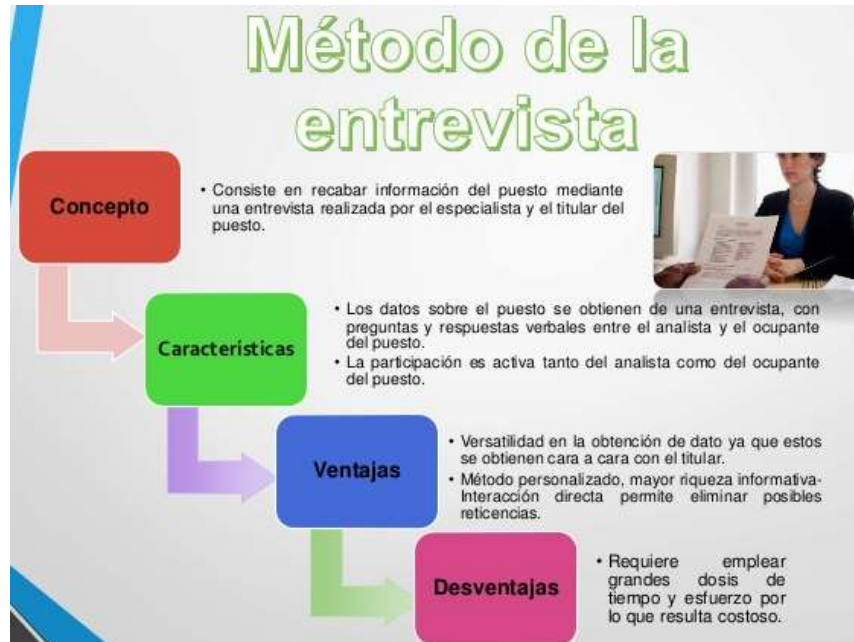 Método de la
entrevista
Concepto
• Consiste en recabar información del puesto mediante
una entrevista realizada por el especialista y el titular del
puesto.
Características
• Los datos sobre el puesto se obtienen de una entrevista, con
preguntas y respuestas verbales entre el analista y el ocupante
del puesto.
• La participación es activa tanto del analista como del ocupante
del puesto.
Ventajas
• Versatilidad en la obtención de dato ya que estos
se obtienen cara a cara con el titular.
• Método personalizado, mayor riqueza informativa-
Interacción directa permite eliminar posibles
reticencias.
Desventajas
• Requiere emplear
grandes dosis de
tiempo y esfuerzo por
lo que resulta costoso.